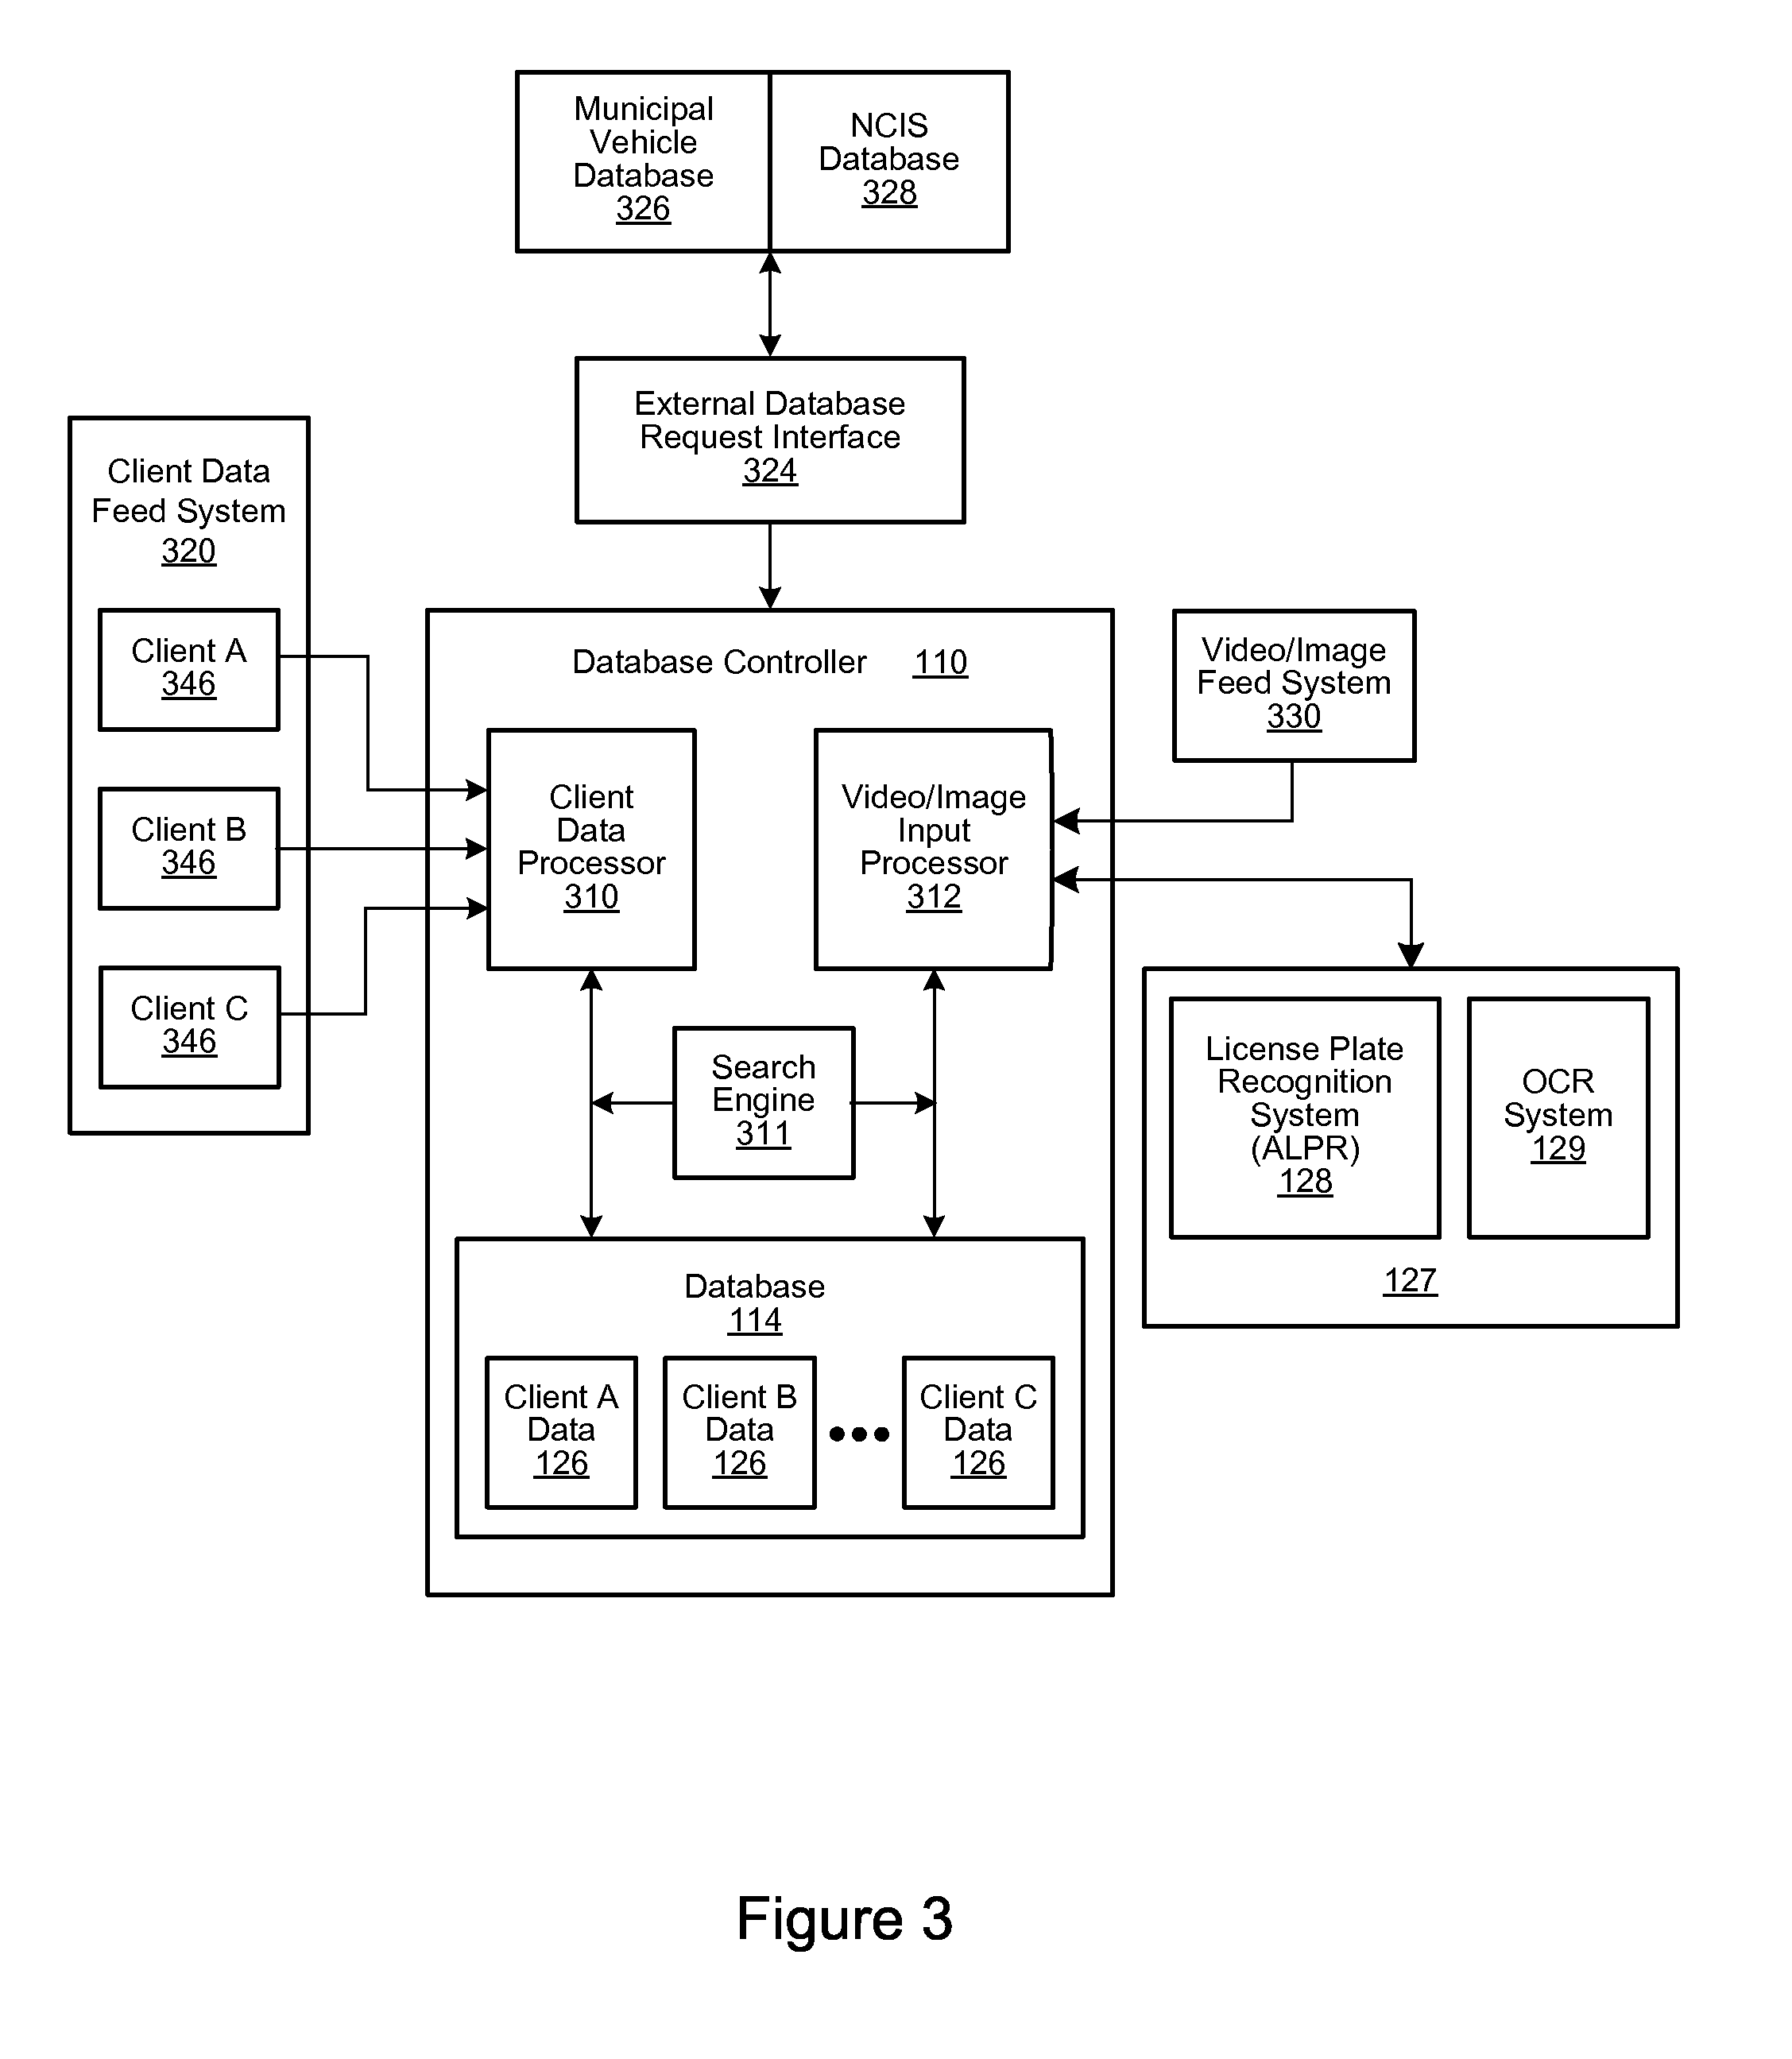 Municipal
Vehicle
Database
326
NCIS
Database
328
External Database
Request Interface
324
Client Data
Feed System
320
Client A
346
Client B
346
Client C
346
Database Controller 110
Client
Data
Processor
310
Video/Image
Input
Processor
312
Search
Engine
311
Database
114
Client A
Data
126
Client B
Data
126
Client C
Data
126
Video/Image
Feed System
330
License Plate
Recognition
System
(ALPR)
128
OCR
System
129
127
Figure 3